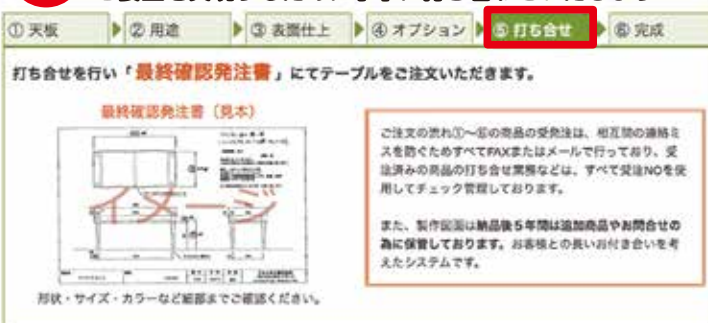 ① 天板
② 用途
③ 表面仕上
④ オプション
⑤ 打ち合せ
⑥ 完成
打ち合せを行い「最終確認発注書」にてテーブルをご注文いただきます。
最終確認発注書（見本）
イメージ
形状・サイズ・カラーなど細部までご確認ください。
ご注文の流れ①〜⑥の商品の受発注は、相互間の連絡ミ
スを防ぐためすべてFAXまたはメールで行っており、受
注済みの商品の打ち合せ業務などは、すべて受注NOを使
用してチェック管理しております。
また、製作図面は納品後５年間は追加商品やお問合せの
為に保管しております。お客様との長いお付き合いを考
えたシステムです。